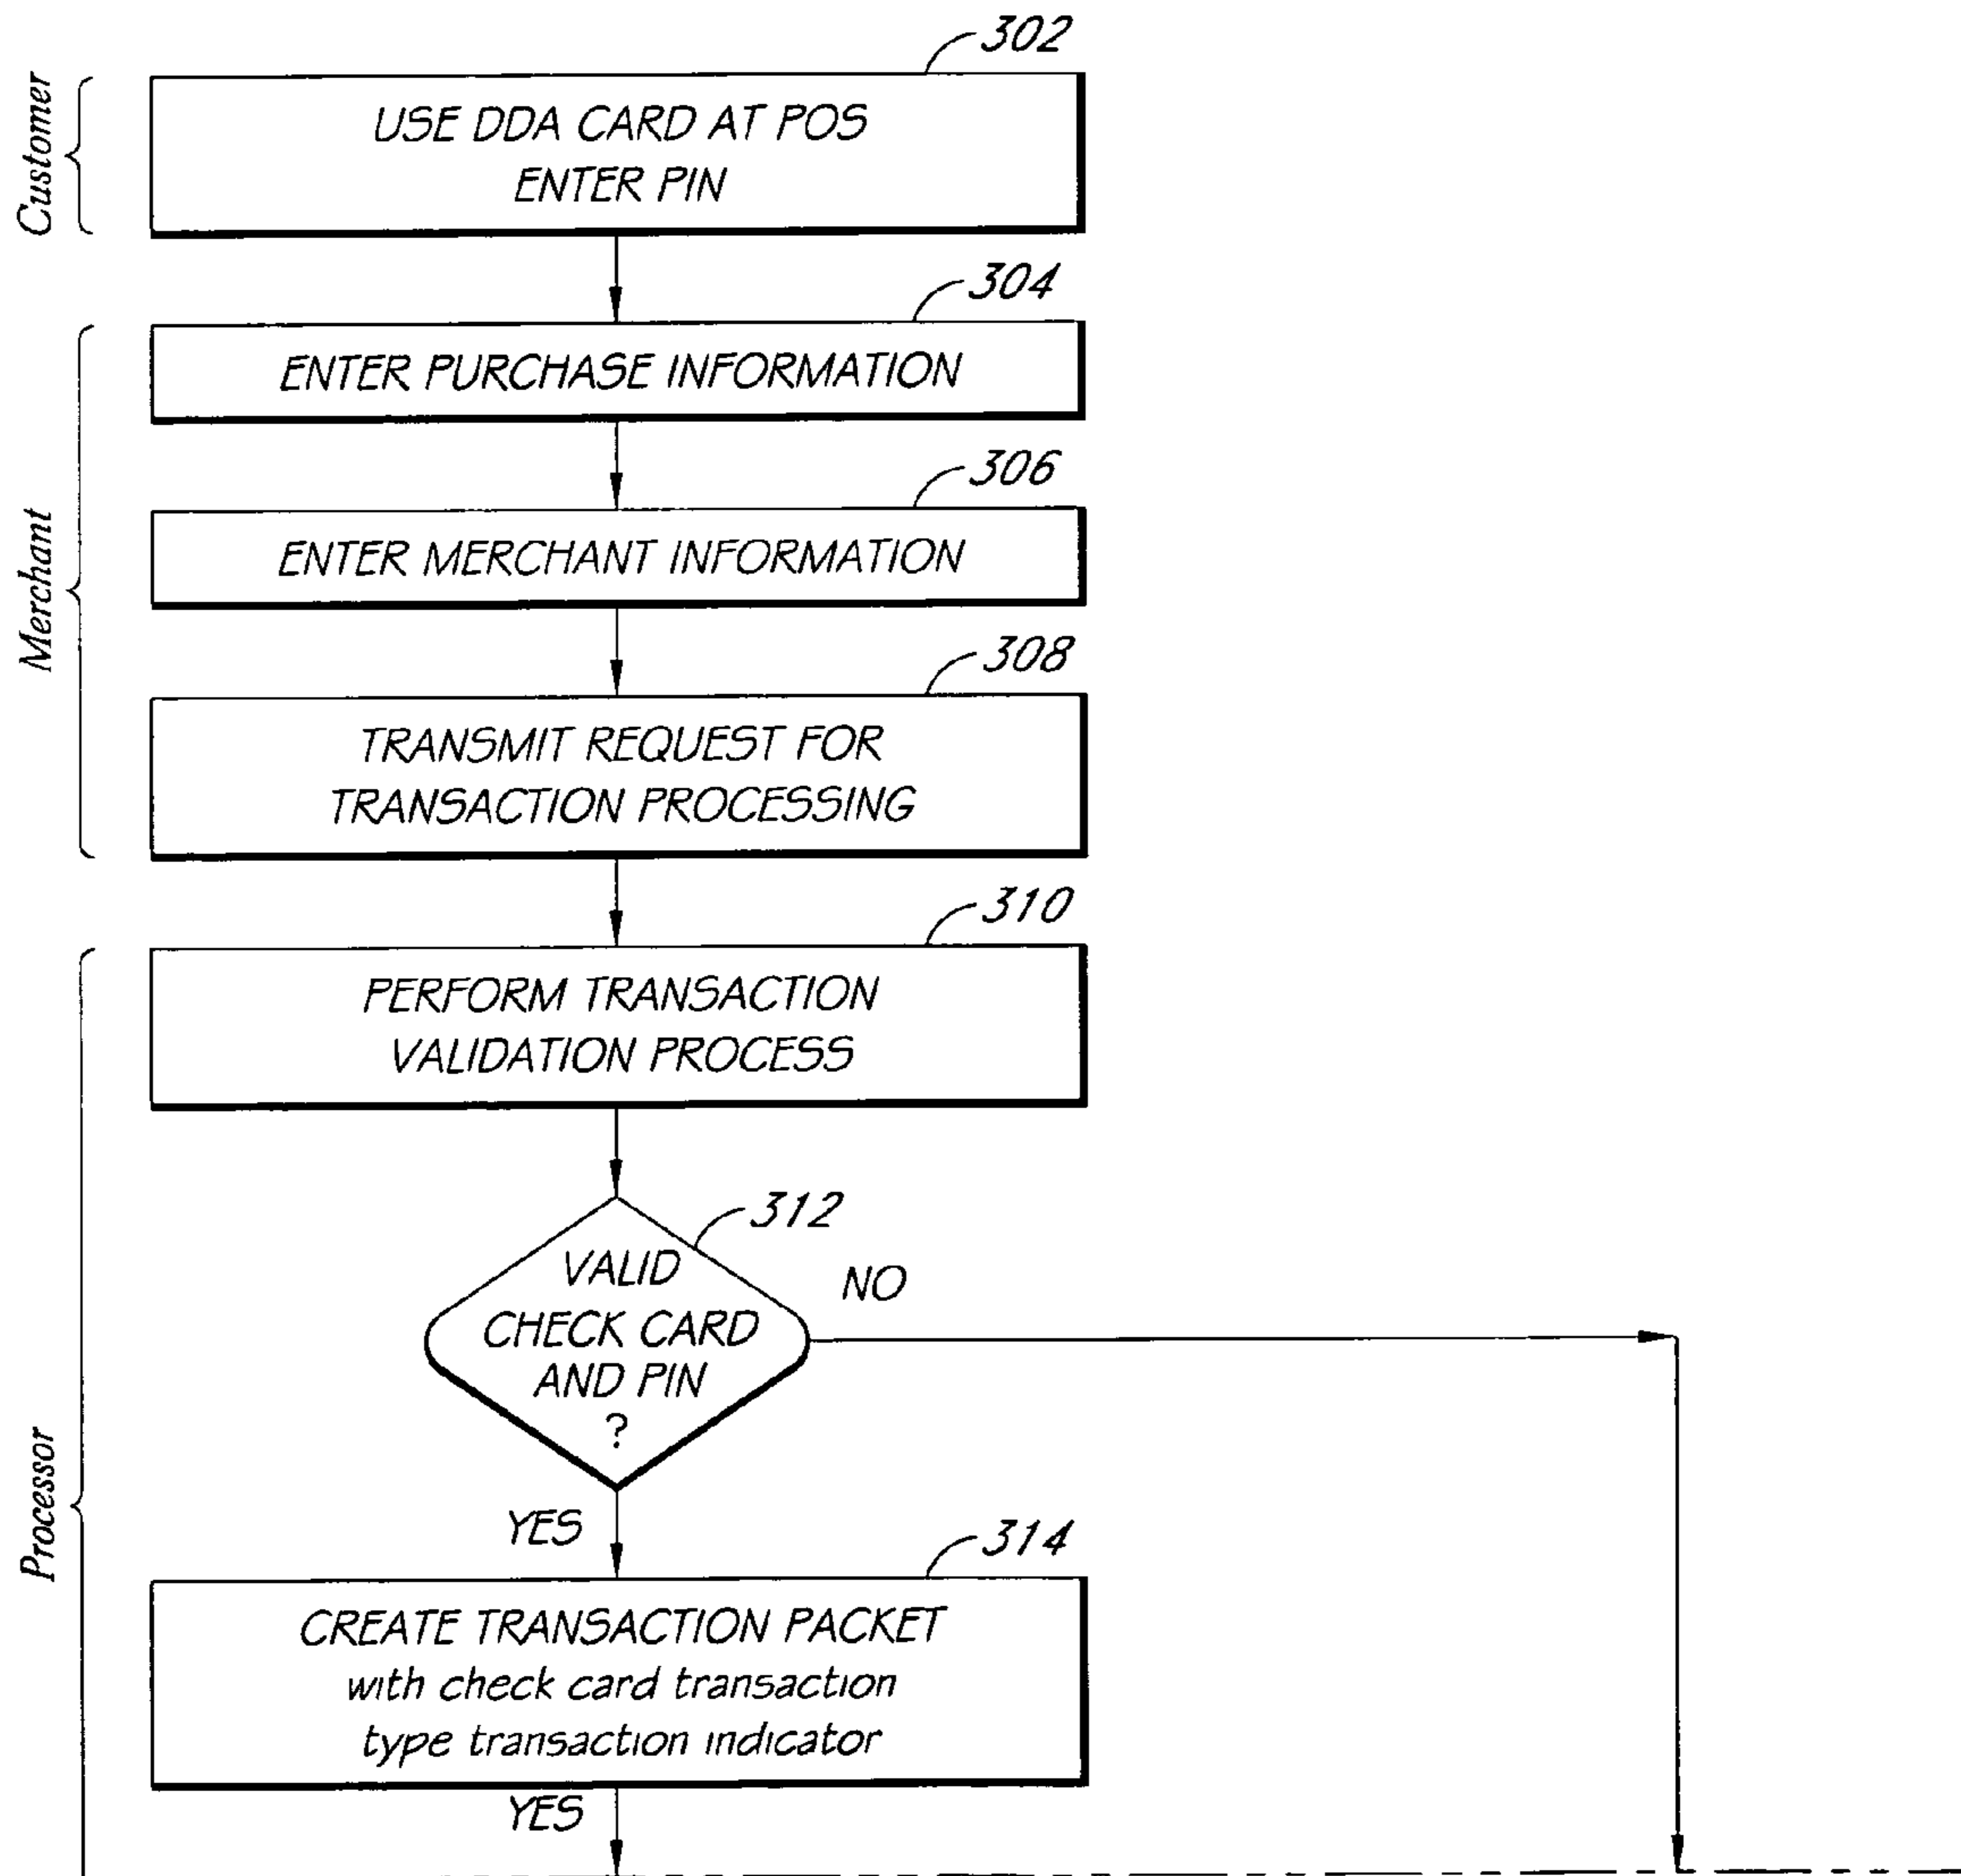 302
Customer
USE DDA CARD AT POS
ENTER PIN
304
Merchant
ENTER PURCHASE INFORMATION
306
ENTER MERCHANT INFORMATION
308
TRANSMIT REQUEST FOR
TRANSACTION PROCESSING
310
Processor
PERFORM TRANSACTION
VALIDATION PROCESS
312
VALID
CHECK CARD
AND PIN
?
NO
YES
314
CREATE TRANSACTION PACKET
with check card transaction
type transaction indicator
YES